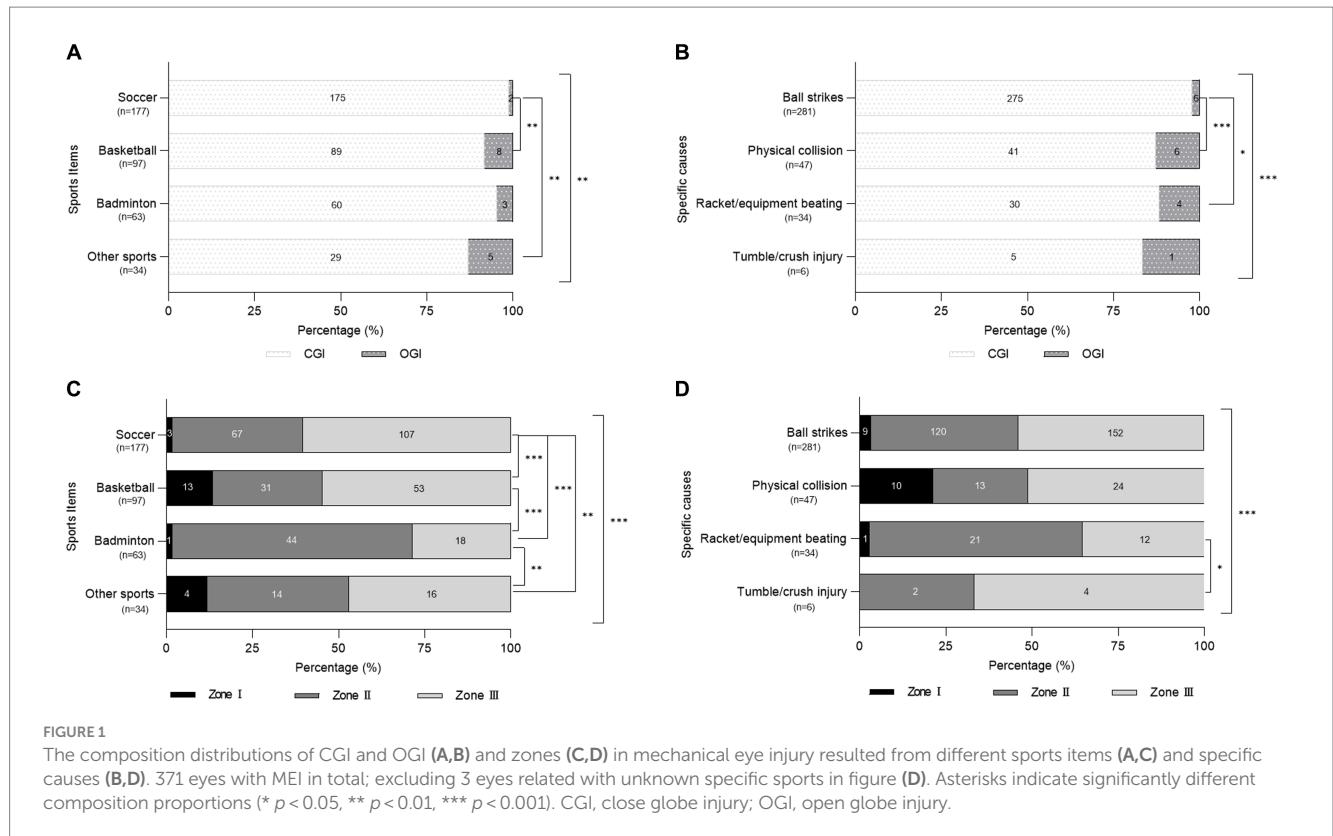 A
Sports Items
Soccer
(n=177)
175
2
Basketball
(n=97)
89
8
Badminton
(n=63)
60
3
Other sports
(n=34)
29
5
**
**
**
0 25 50 75 100
Percentage (%)
CGI OGI
B
Specific causes
Ball strikes
(n=281)
275
6
Physical collision
(n=47)
41
6
Racket/equipment beating
(n=34)
30
4
Tumble/crush injury
(n=6)
5
1
***
*
***
0 25 50 75 100
Percentage (%)
CGI OGI
C
Sports Items
Soccer
(n=177)
3
67
107
Basketball
(n=97)
13
31
53
Badminton
(n=63)
1
44
18
Other sports
(n=34)
4
14
16
***
***
**
***
**
***
0 25 50 75 100
Percentage (%)
Zone Ⅰ Zone Ⅱ Zone Ⅲ
D
Specific causes
Ball strikes
(n=281)
9
120
152
Physical collision
(n=47)
10
13
24
Racket/equipment beating
(n=34)
1
21
12
Tumble/crush injury
(n=6)
2
4
*
***
0 25 50 75 100
Percentage (%)
Zone Ⅰ Zone Ⅱ Zone Ⅲ
FIGURE 1
The composition distributions of CGI and OGI (A,B) and zones (C,D) in mechanical eye injury resulted from different sports items (A,C) and specific
causes (B,D). 371 eyes with MEI in total; excluding 3 eyes related with unknown specific sports in figure (D). Asterisks indicate significantly different
composition proportions (* p < 0.05, ** p < 0.01, *** p < 0.001). CGI, close globe injury; OGI, open globe injury.